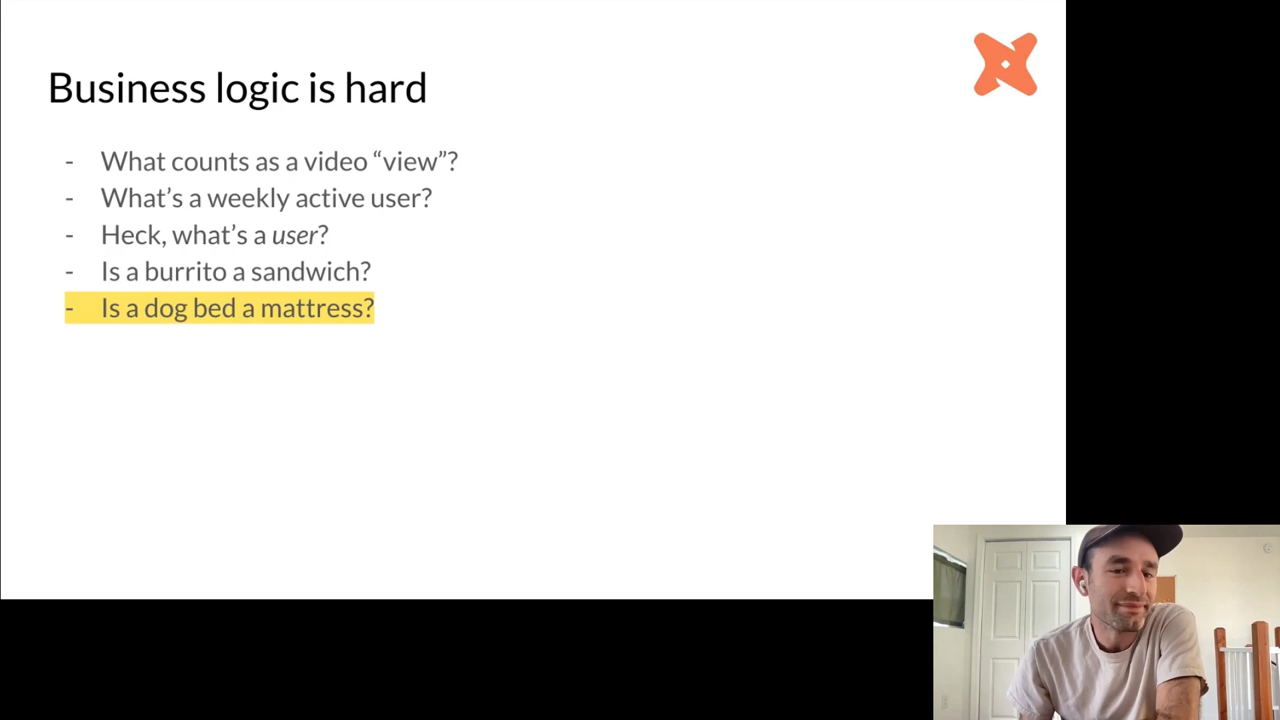 Business logic is hard
- What counts as a video “view”?
- What’s a weekly active user?
- Heck, what’s a user?
- Is a burrito a sandwich?
- Is a dog bed a mattress?